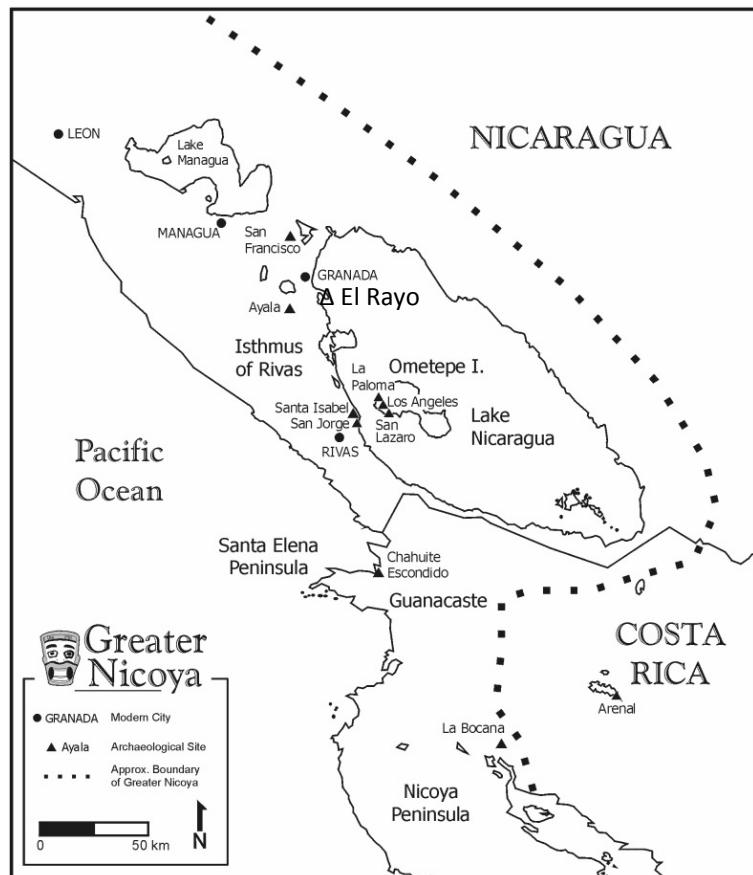 NICARAGUA
LEON
Lake
Managua
MANAGUA
San
Francisco
GRANADA
Δ El Rayo
Ayala
Isthmus
of Rivas
La
Paloma
Ometepe I.
Los Angeles
Santa Isabel
San Jorge
San
Lazaro
Lake
Nicaragua
RIVAS
Pacific
Ocean
Santa Elena
Peninsula
Chahuite
Escondido
Guanacaste
COSTA
RICA
Arenal
La Bocana
Nicoya
Peninsula
Greater
Nicoya
GRANADA Modern City
Ayala Archaeological Site
Approx. Boundary
of Greater Nicoya
0 50 km
N